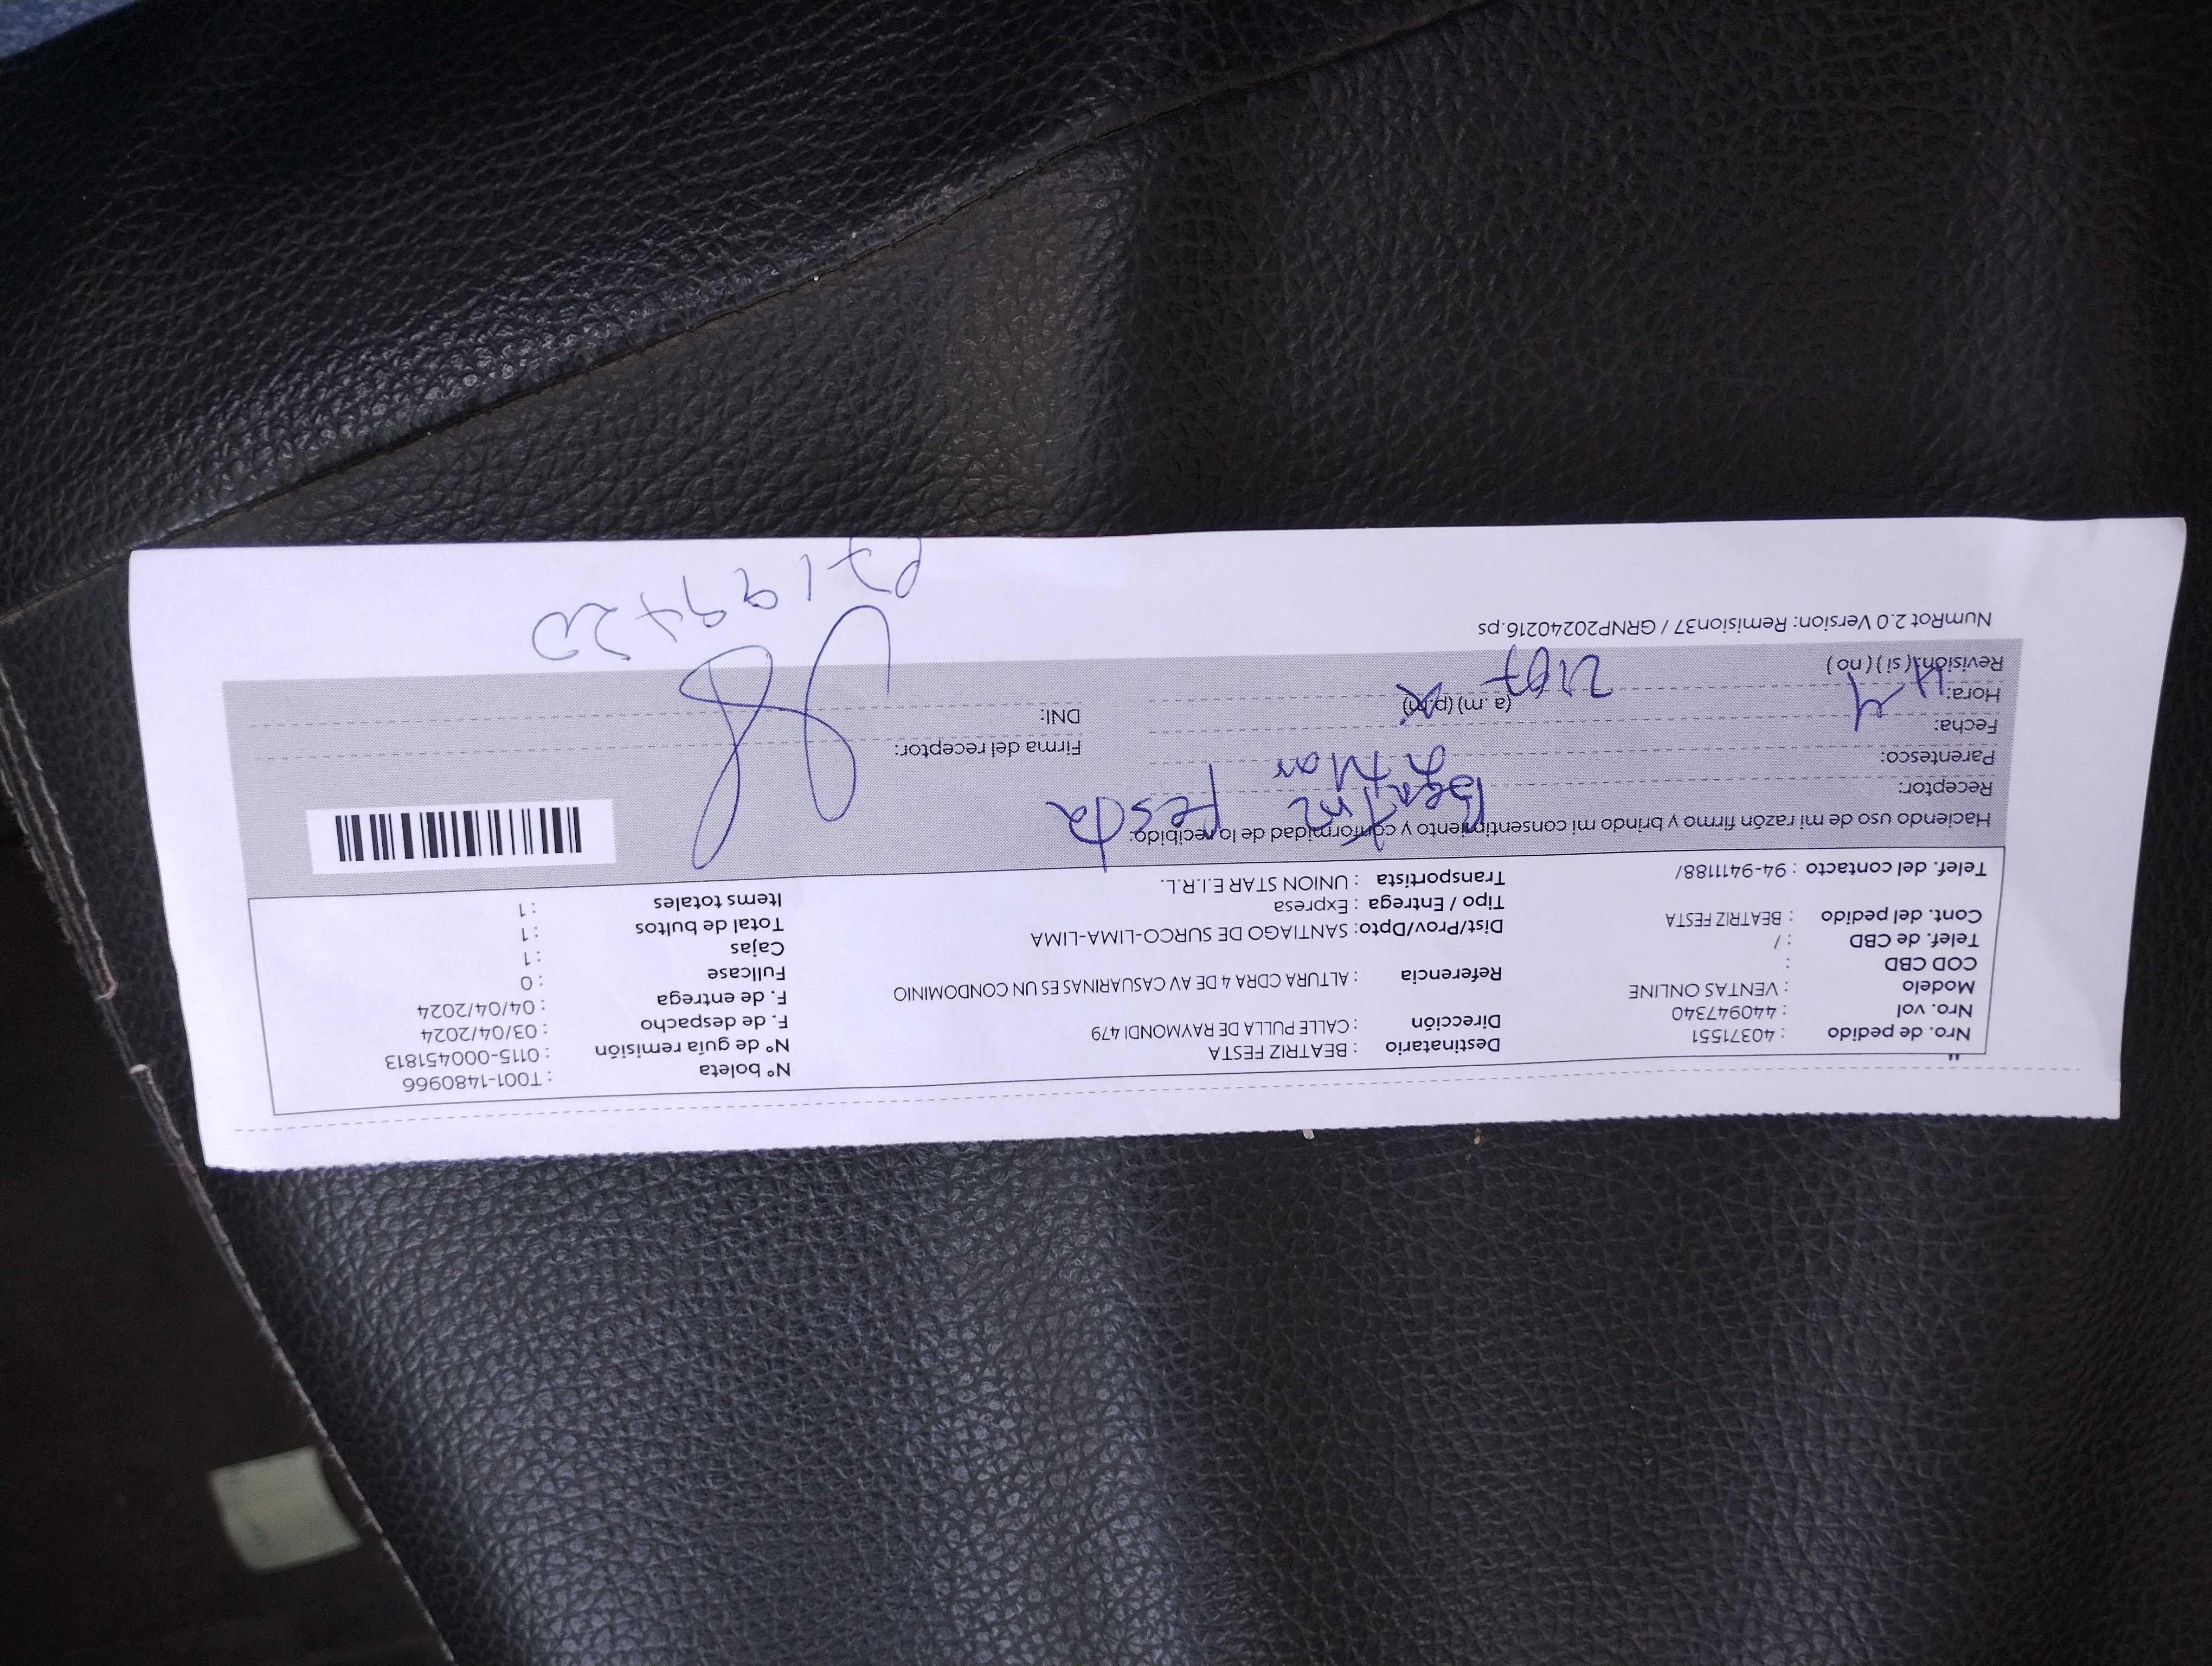 Nro. de pedido : 40371551 Destinatario : BEATRIZ FESTA N° boleta : T001-1480966
Nro. vol : 440947340 Dirección : CALLE PULLA DE RAYMONDI 479 N° de guía remisión : 0115-000451813
Modelo : VENTAS ONLINE F. de despacho : 03/04/2024
COD CBD : Referencia : ALTURA CDRA 4 DE AV CASUARINAS ES UN CONDOMINIO F. de entrega : 04/04/2024
Telef. de CBD : / Dist/Prov/Dpto: SANTIAGO DE SURCO-LIMA-LIMA Fullcase : 0
Cont. del pedido : BEATRIZ FESTA Tipo / Entrega : Expresa Cajas : 1
Telef. del contacto : 94-9411188/ Transportista : UNION STAR E.I.R.L. Total de bultos : 1
Items totales : 1
Haciendo uso de mi razón firmo y brindo mi consentimiento y conformidad de lo recibido:
Receptor: Beatriz Festa
Parentesco: Firma del receptor:
Fecha: 4-4
Hora: (a.m) (p.m) DNI:
Revisión: (si) (no)
NumRot 2.0 Version: Remision37 / GRNP20240216.ps